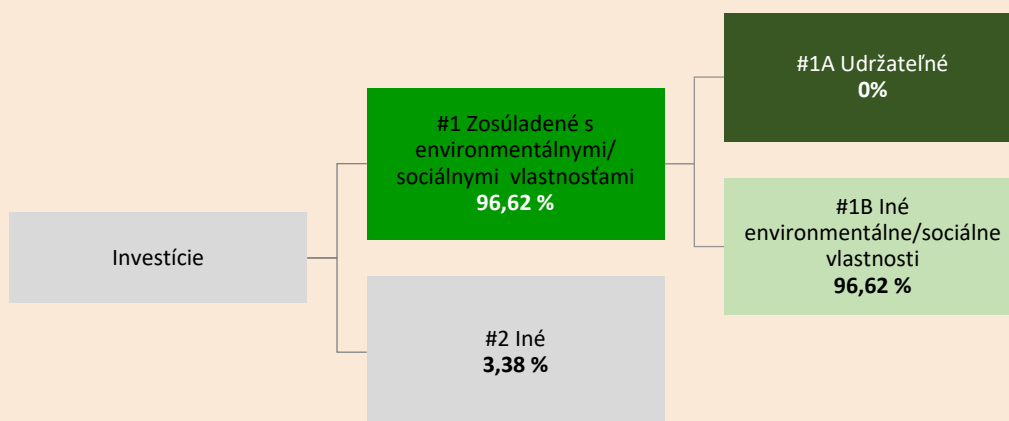 Investície
#1 Zosúladené s
environmentálnymi/
sociálnymi vlastnosťami
96,62 %
#2 Iné
3,38 %
#1A Udržateľné
0%
#1B Iné
environmentálne/sociálne
vlastnosti
96,62 %